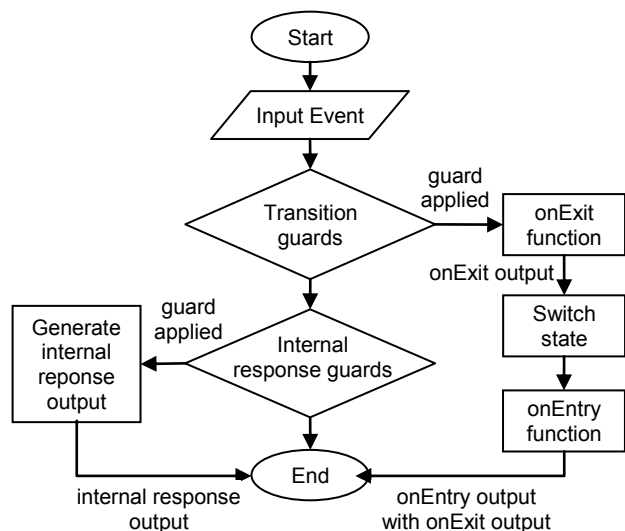 Start
Input Event
Transition
guards
guard
applied
onExit
function
onExit output
Switch
state
onEntry
function
Internal
response guards
guard
applied
Generate
internal
reponse
output
End
internal response
output
onEntry output
with onExit output